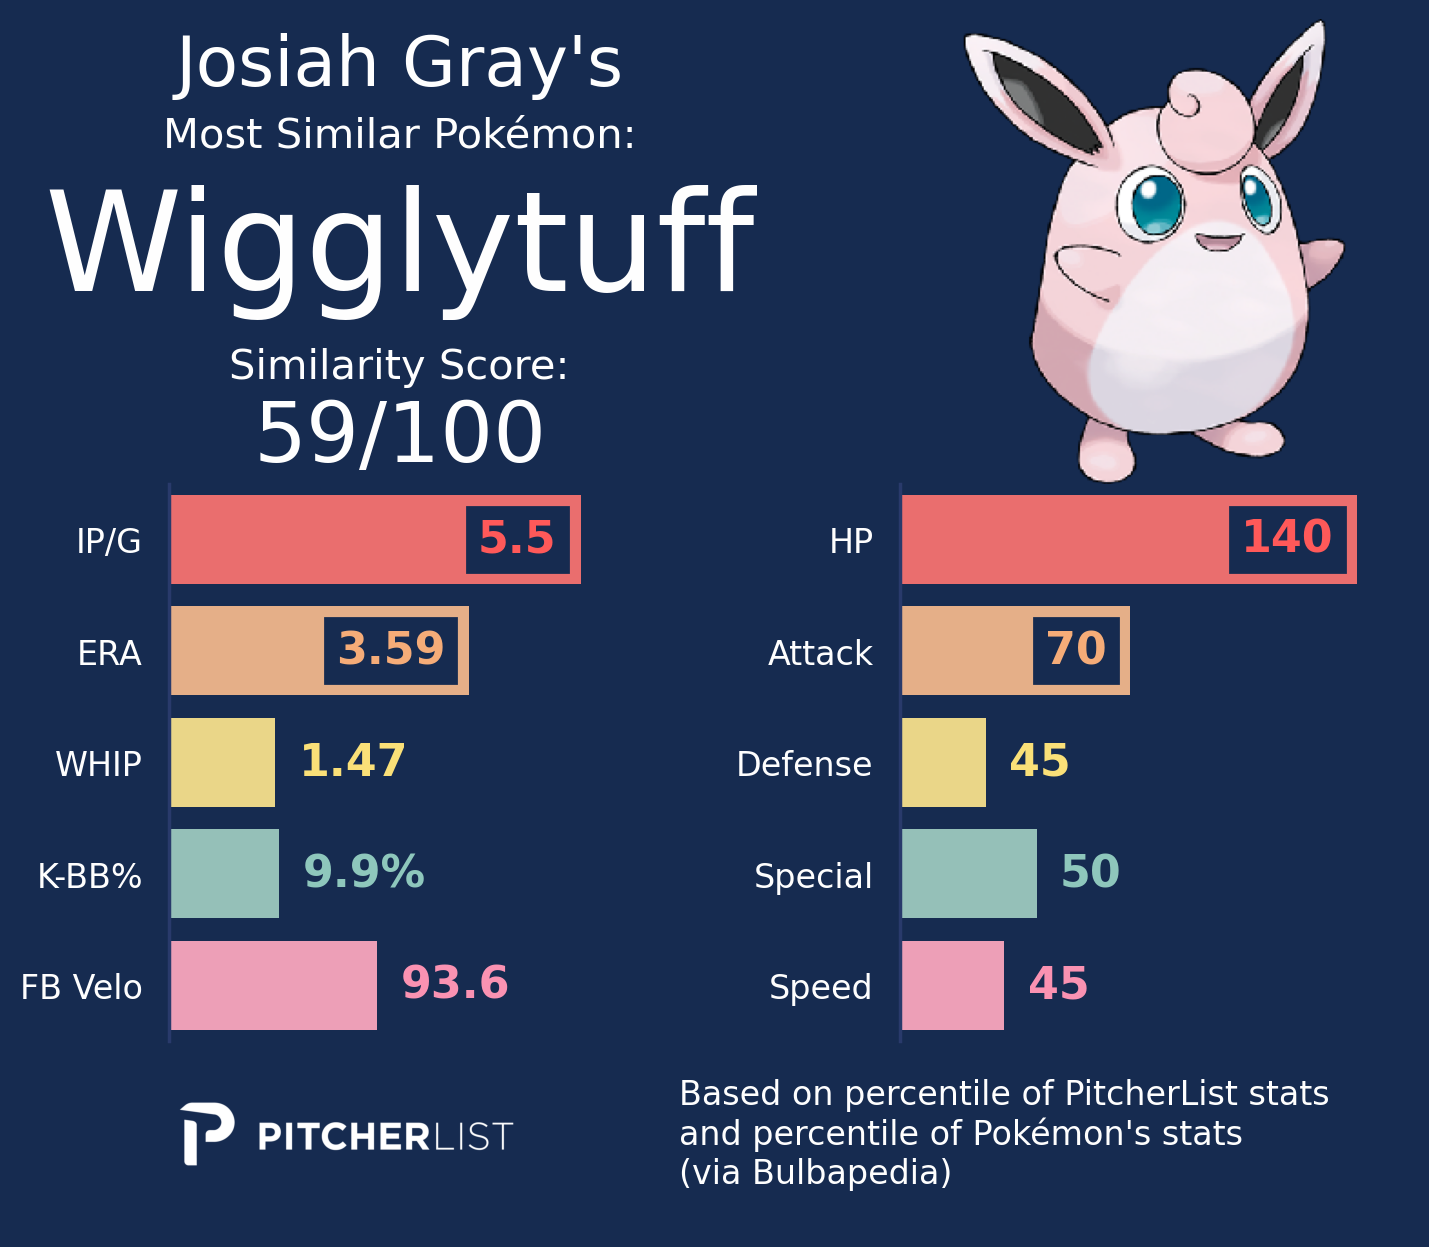 Josiah Gray's
Most Similar Pokémon:
Wigglytuff
Similarity Score:
59/100
IP/G 5.5
ERA 3.59
WHIP 1.47
K-BB% 9.9%
FB Velo 93.6
HP 140
Attack 70
Defense 45
Special 50
Speed 45
PITCHERLIST
Based on percentile of PitcherList stats
and percentile of Pokémon's stats
(via Bulbapedia)